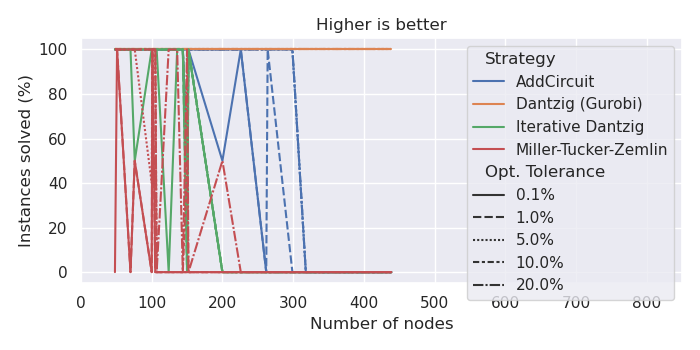 Higher is better
Instances solved (%)
100
80
60
40
20
0
Strategy
AddCircuit
Dantzig (Gurobi)
Iterative Dantzig
Miller-Tucker-Zemlin
Opt. Tolerance
0.1%
1.0%
5.0%
10.0%
20.0%
0 100 200 300 400 500 600 700 800
Number of nodes